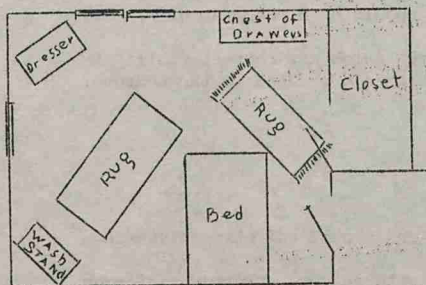 Chest of
Drawers
Dresser
Closet
Rug
Rug
Bed
Wash
Stand